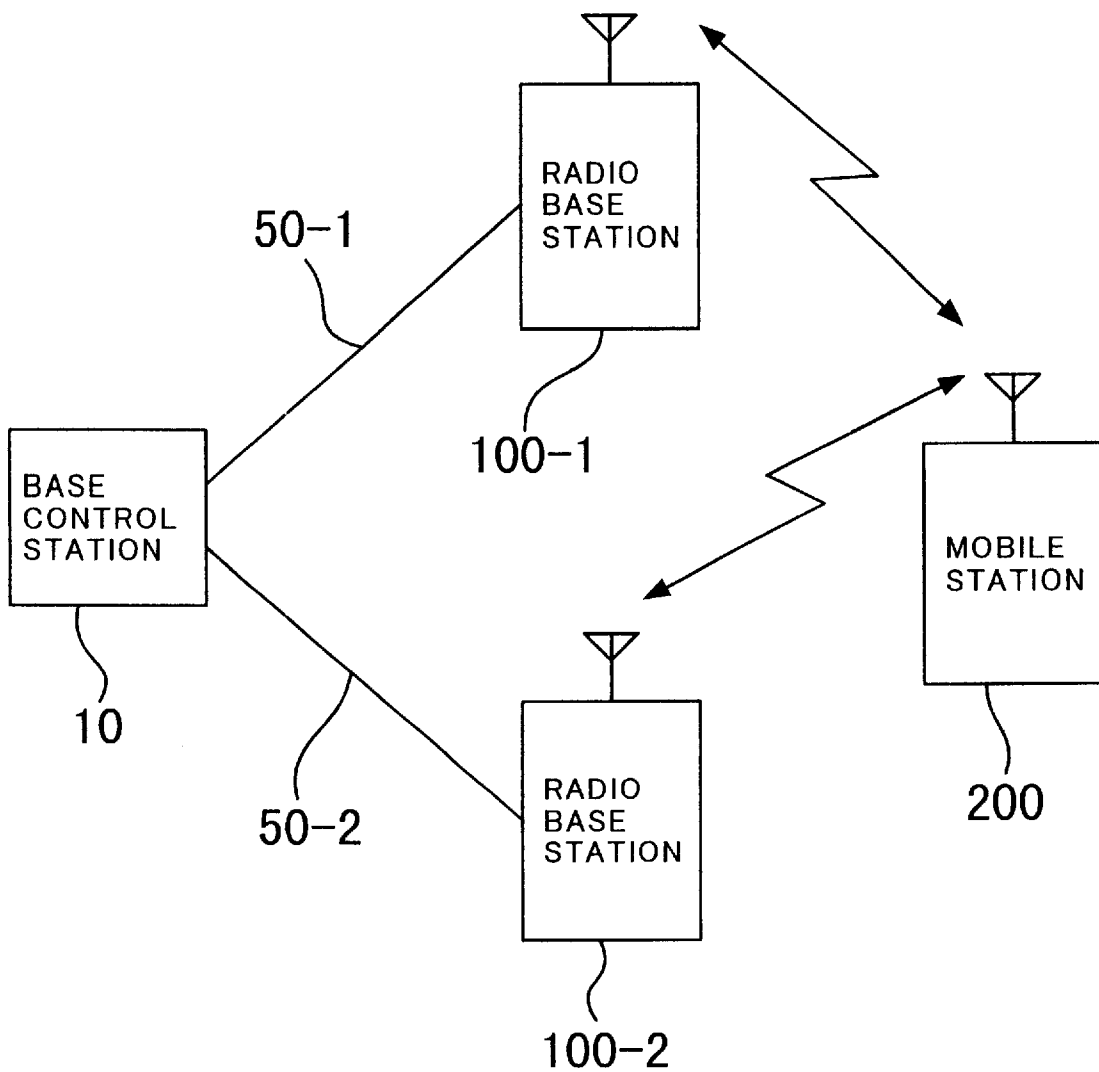 RADIO
BASE
STATION
50-1
100-1
BASE
CONTROL
STATION
MOBILE
STATION
10
50-2
RADIO
BASE
STATION
200
100-2